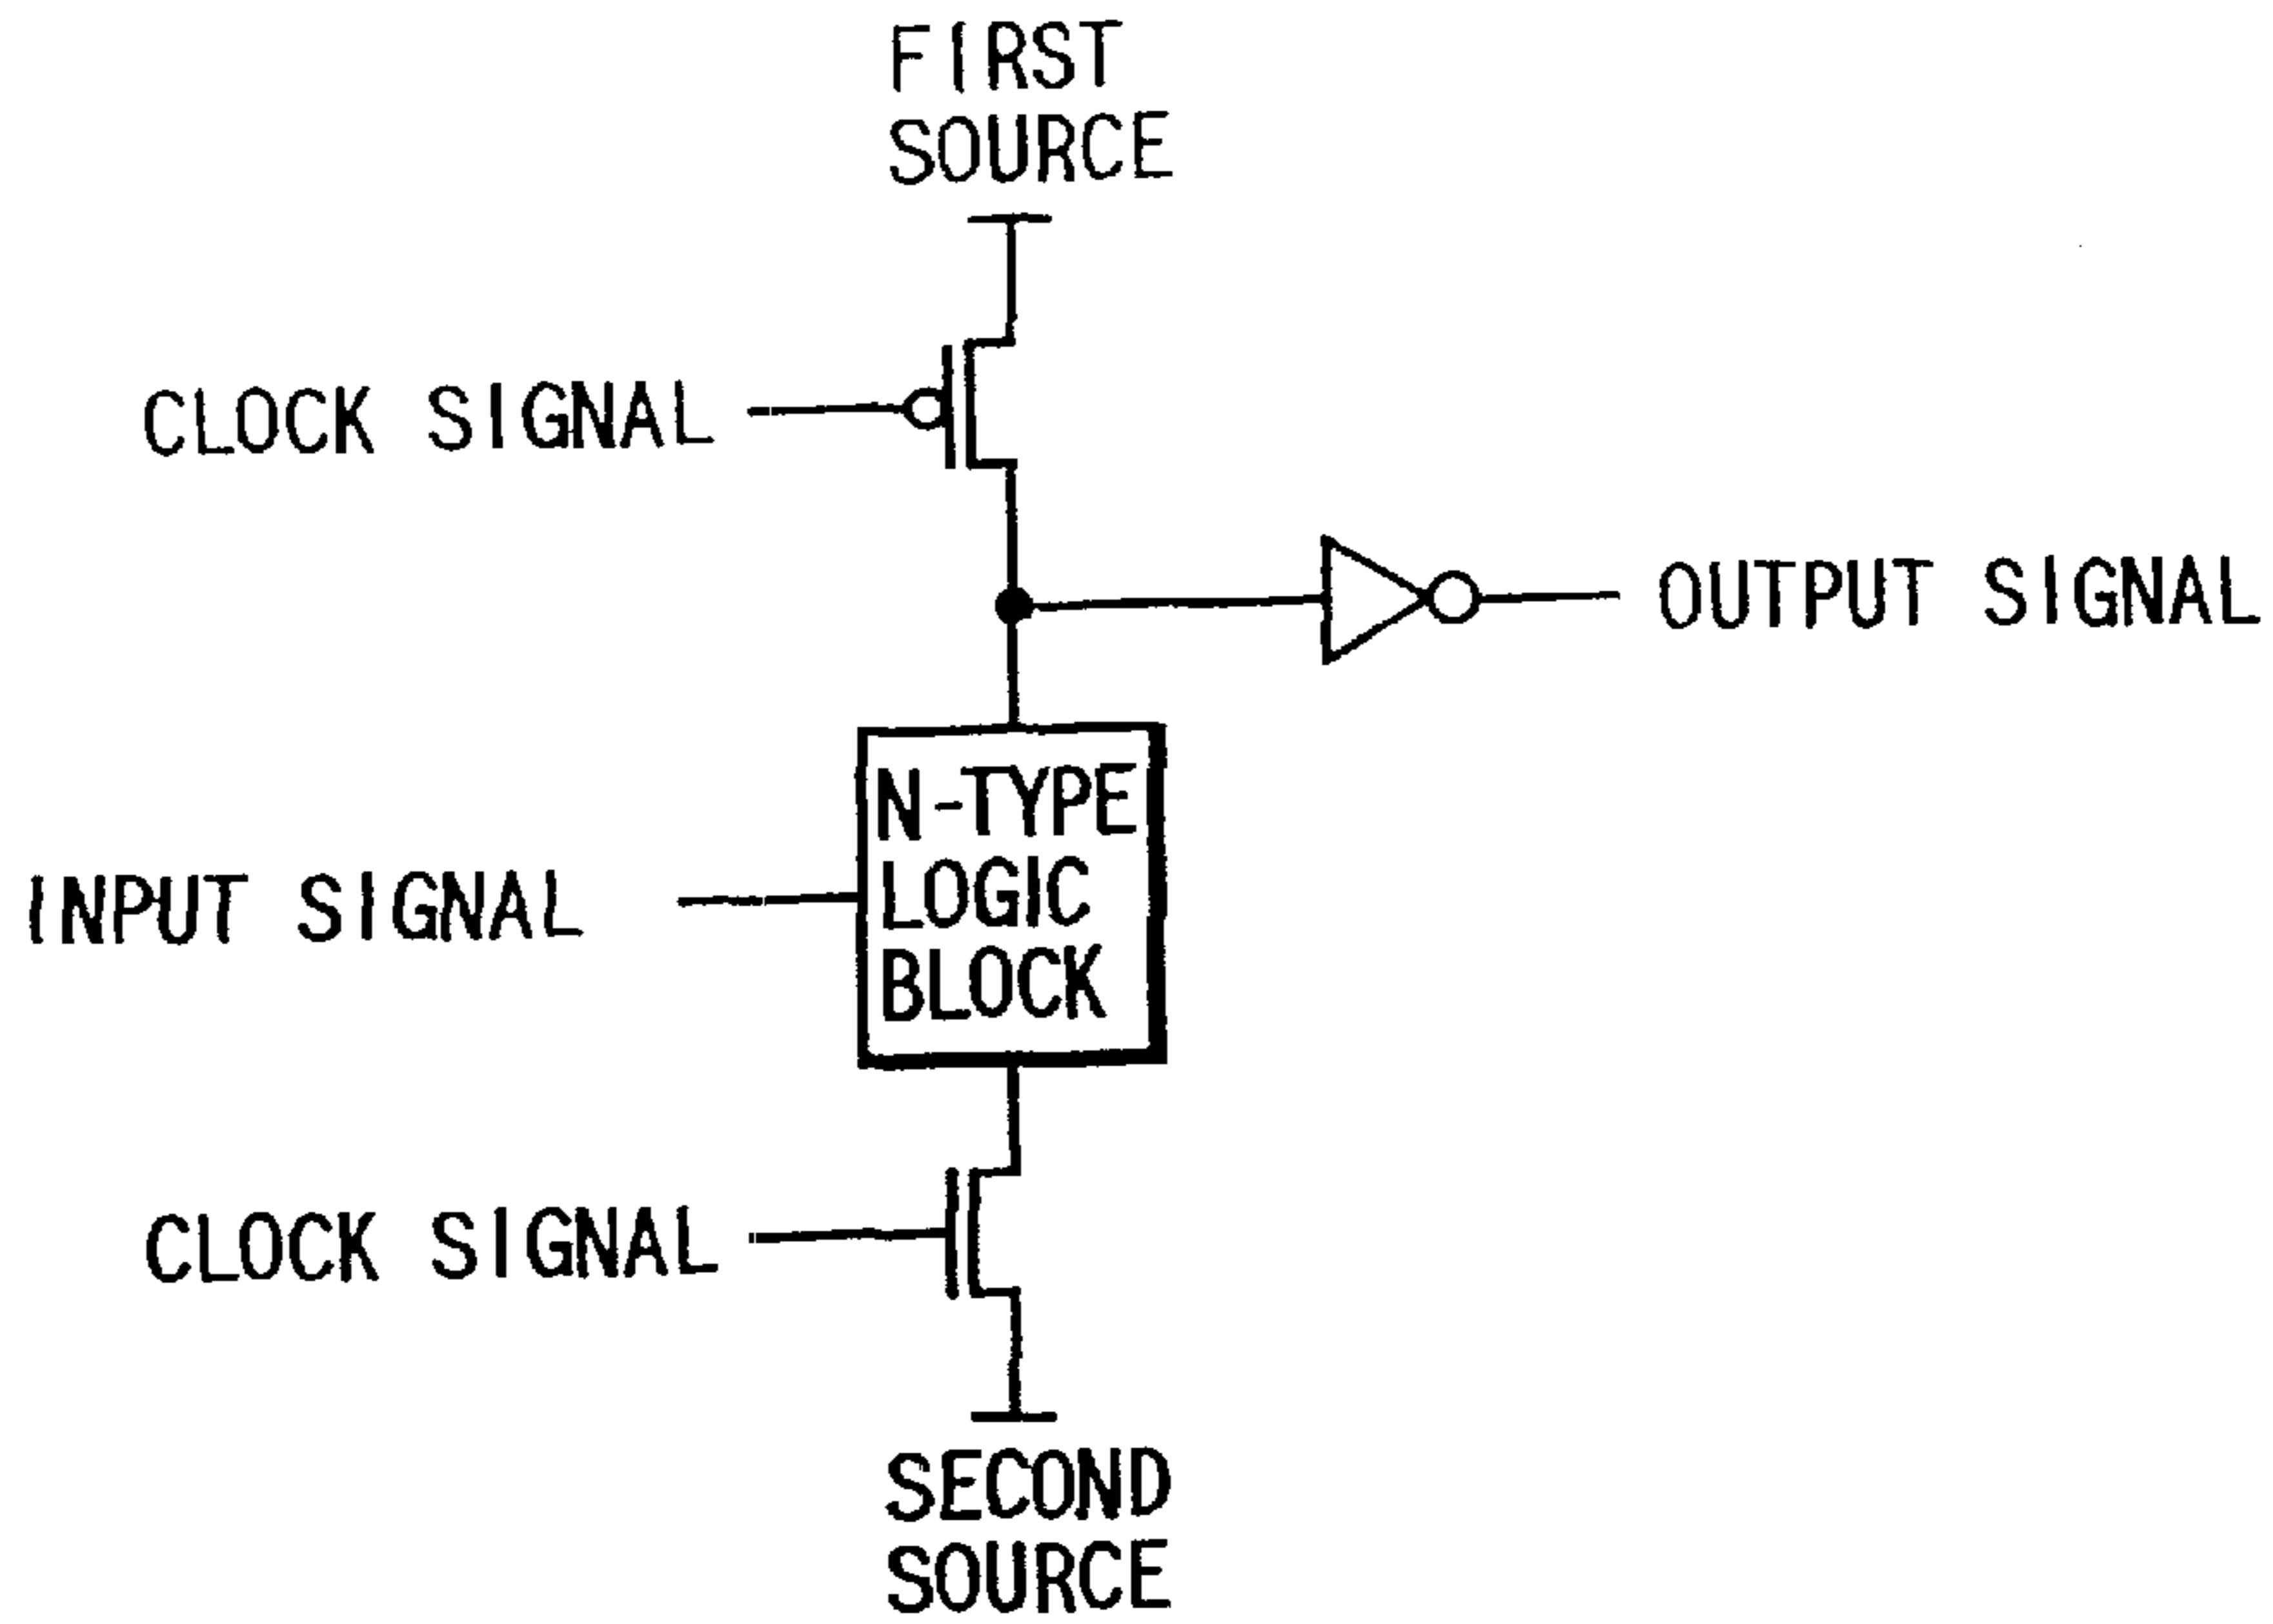 FIRST
SOURCE
CLOCK SIGNAL
OUTPUT SIGNAL
N-TYPE
LOGIC
BLOCK
INPUT SIGNAL
CLOCK SIGNAL
SECOND
SOURCE